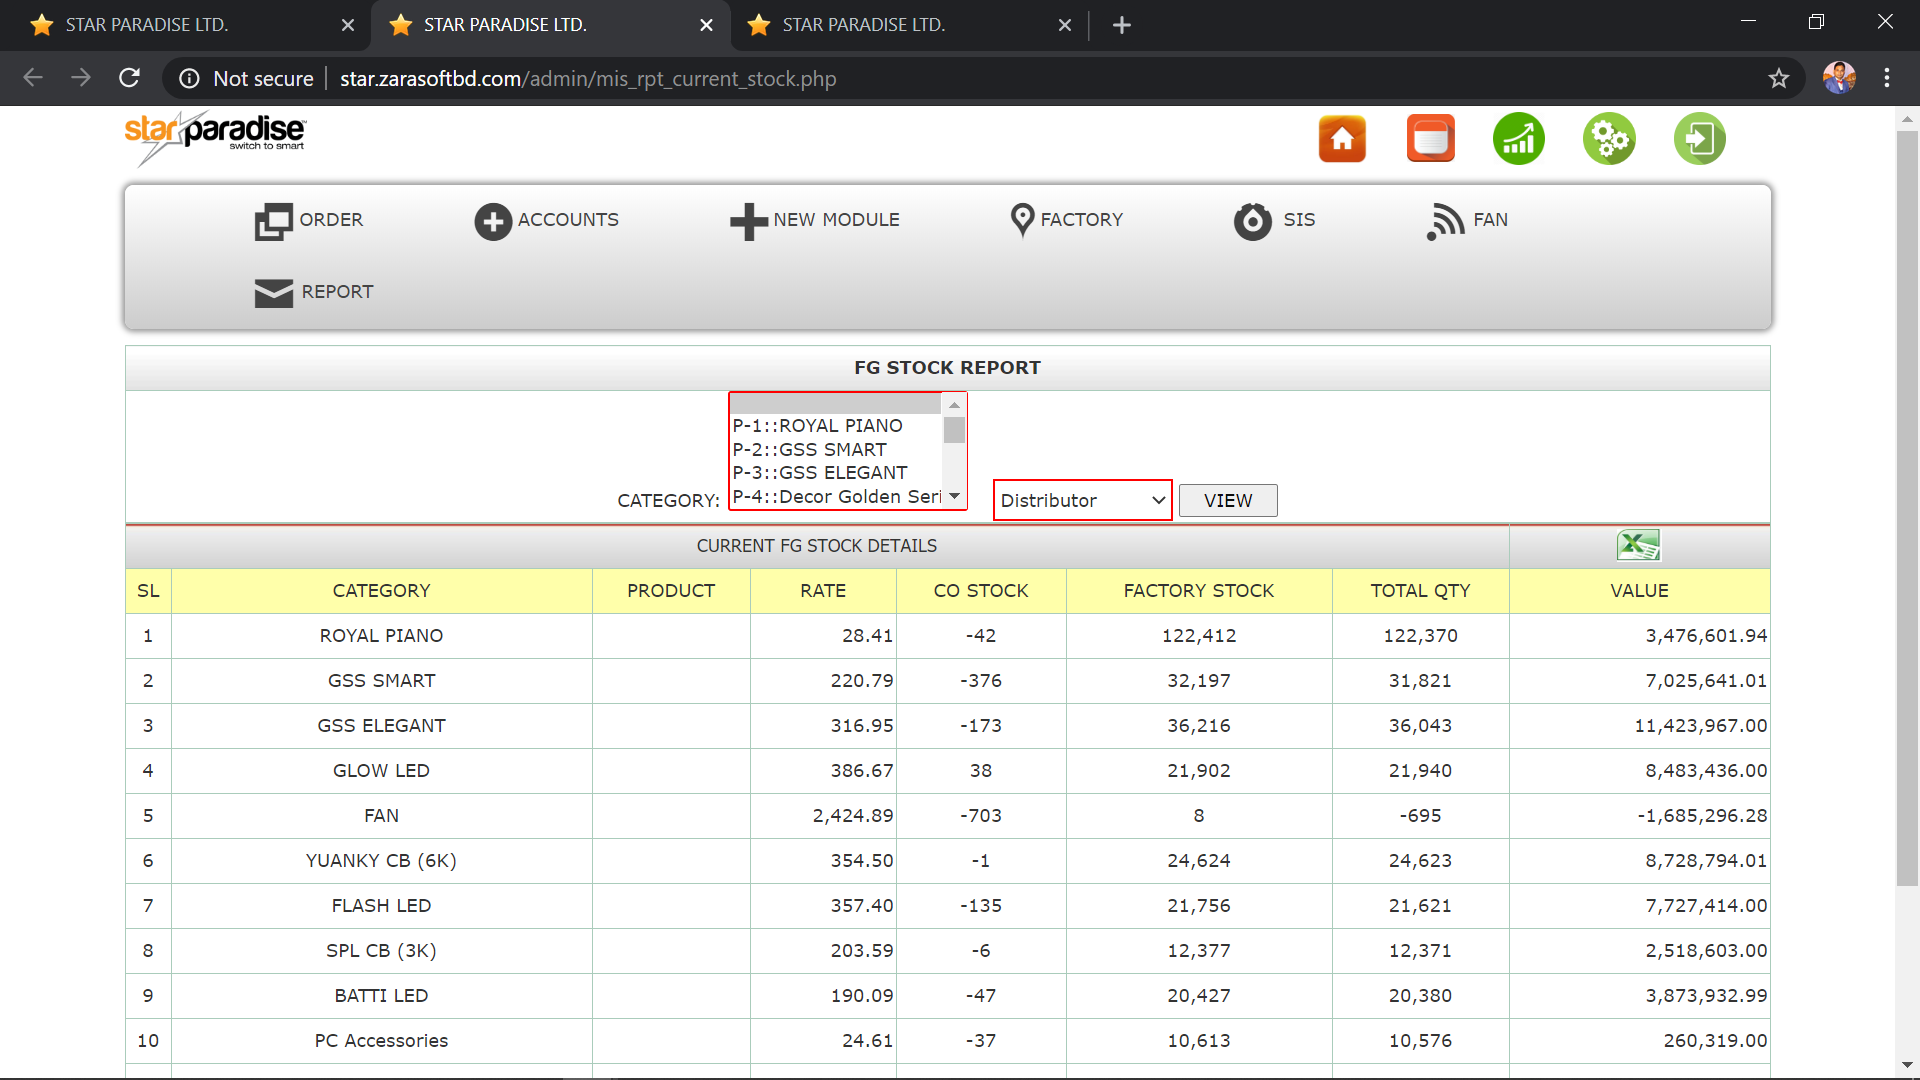 STAR PARADISE LTD. STAR PARADISE LTD. STAR PARADISE LTD.
Not secure star.zarasoftbd.com/admin/mis_rpt_current_stock.php
star paradise
switch to smart
ORDER ACCOUNTS NEW MODULE FACTORY SIS FAN
REPORT
FG STOCK REPORT
P-1::ROYAL PIANO
P-2::GSS SMART
P-3::GSS ELEGANT
P-4::Decor Golden Seri
CATEGORY: Distributor VIEW
CURRENT FG STOCK DETAILS
SL CATEGORY PRODUCT RATE CO STOCK FACTORY STOCK TOTAL QTY VALUE
1 ROYAL PIANO 28.41 -42 122,412 122,370 3,476,601.94
2 GSS SMART 220.79 -376 32,197 31,821 7,025,641.01
3 GSS ELEGANT 316.95 -173 36,216 36,043 11,423,967.00
4 GLOW LED 386.67 38 21,902 21,940 8,483,436.00
5 FAN 2,424.89 -703 8 -695 -1,685,296.28
6 YUANKY CB (6K) 354.50 -1 24,624 24,623 8,728,794.01
7 FLASH LED 357.40 -135 21,756 21,621 7,727,414.00
8 SPL CB (3K) 203.59 -6 12,377 12,371 2,518,603.00
9 BATTI LED 190.09 -47 20,427 20,380 3,873,932.99
10 PC Accessories 24.61 -37 10,613 10,576 260,319.00